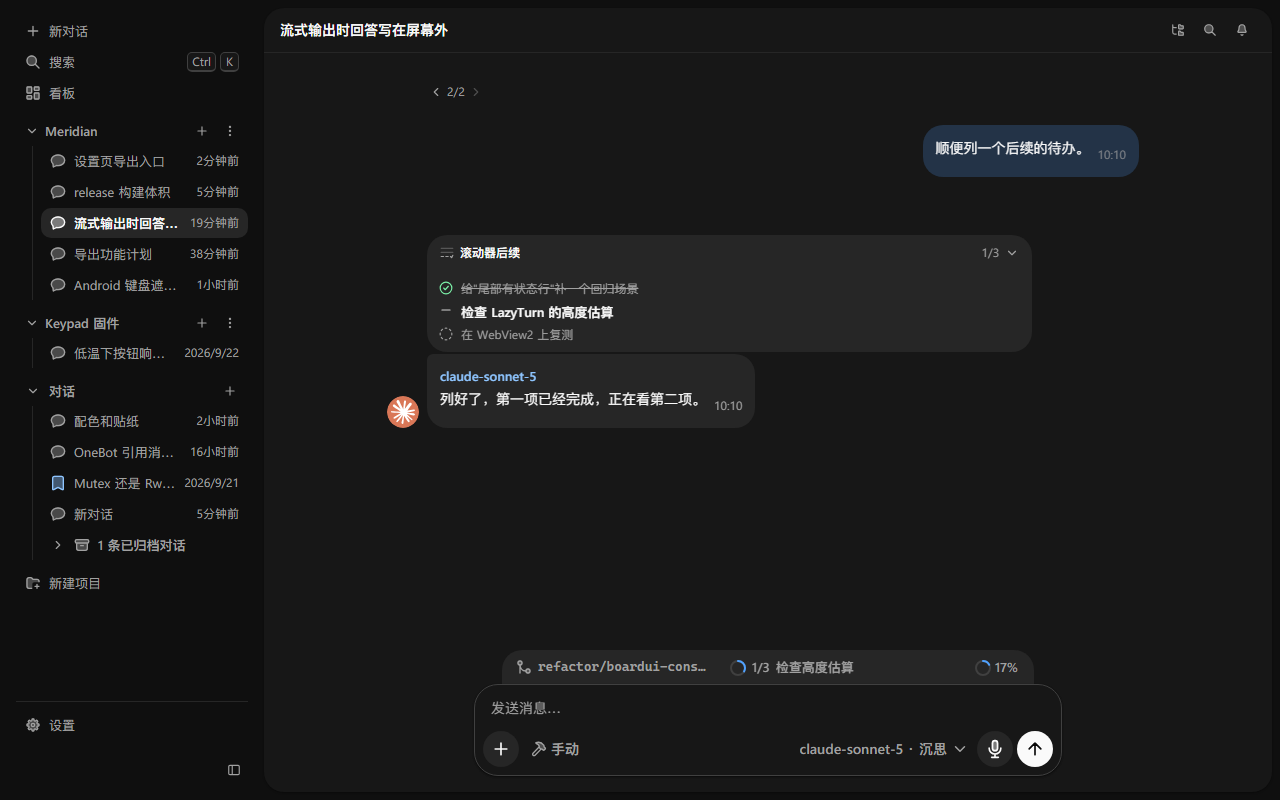 新对话
搜索
Ctrl K
看板
Meridian
设置页导出入口 2分钟前
release 构建体积 5分钟前
流式输出时回答... 19分钟前
导出功能计划 38分钟前
Android 键盘遮... 1小时前
Keypad 固件
低温下按钮响... 2026/9/22
对话
配色和贴纸 2小时前
OneBot 引用消... 16小时前
Mutex 还是 Rw... 2026/9/21
新对话 5分钟前
1 条已归档对话
新建项目
设置
流式输出时回答写在屏幕外
2/2
顺便列一个后续的待办。 10:10
滚动器后续 1/3
给"尾部有状态行"补一个回归场景
检查 LazyTurn 的高度估算
在 WebView2 上复测
claude-sonnet-5
列好了，第一项已经完成，正在看第二项。 10:10
refactor/boardui-cons... 1/3 检查高度估算 17%
发送消息...
手动 claude-sonnet-5 · 沉思